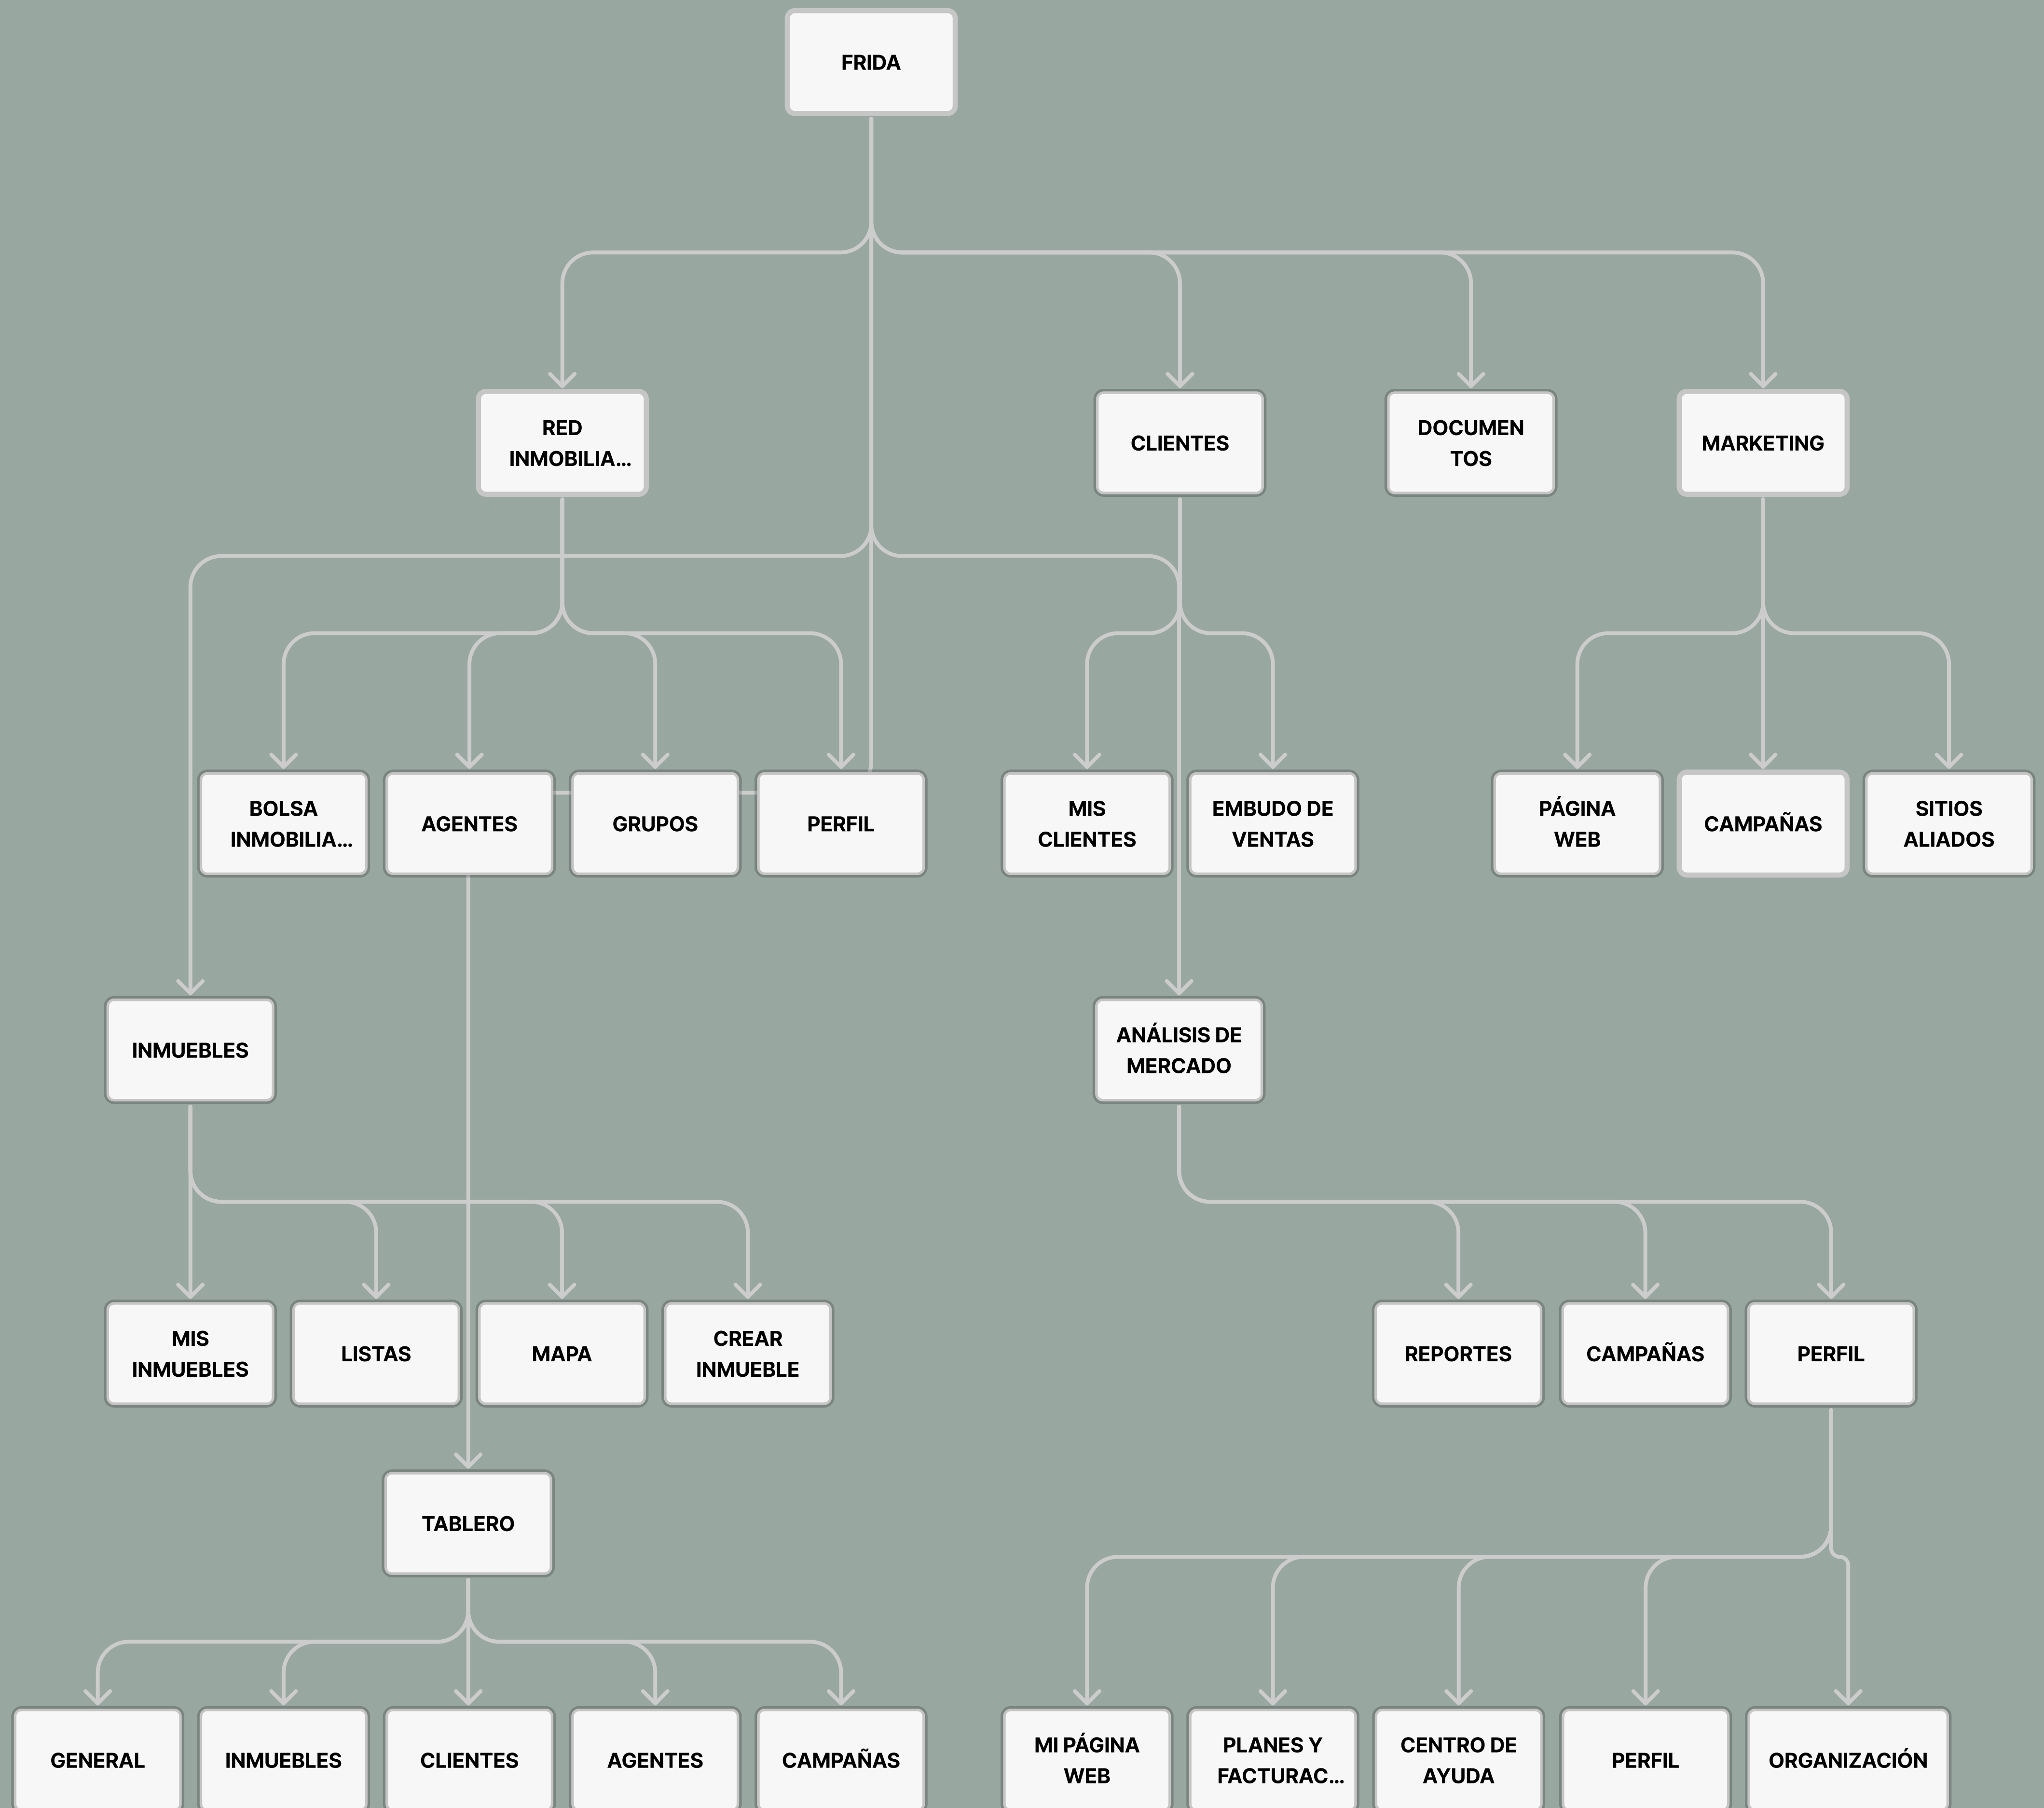 FRIDA
RED
INMOBILIA...
CLIENTES
DOCUMEN
TOS
MARKETING
BOLSA
INMOBILIA...
AGENTES
GRUPOS
PERFIL
MIS
CLIENTES
EMBUDO DE
VENTAS
PÁGINA
WEB
CAMPAÑAS
SITIOS
ALIADOS
INMUEBLES
ANÁLISIS DE
MERCADO
MIS
INMUEBLES
LISTAS
MAPA
CREAR
INMUEBLE
REPORTES
CAMPAÑAS
PERFIL
TABLERO
GENERAL
INMUEBLES
CLIENTES
AGENTES
CAMPAÑAS
MI PÁGINA
WEB
PLANES Y
FACTURAC...
CENTRO DE
AYUDA
PERFIL
ORGANIZACIÓN